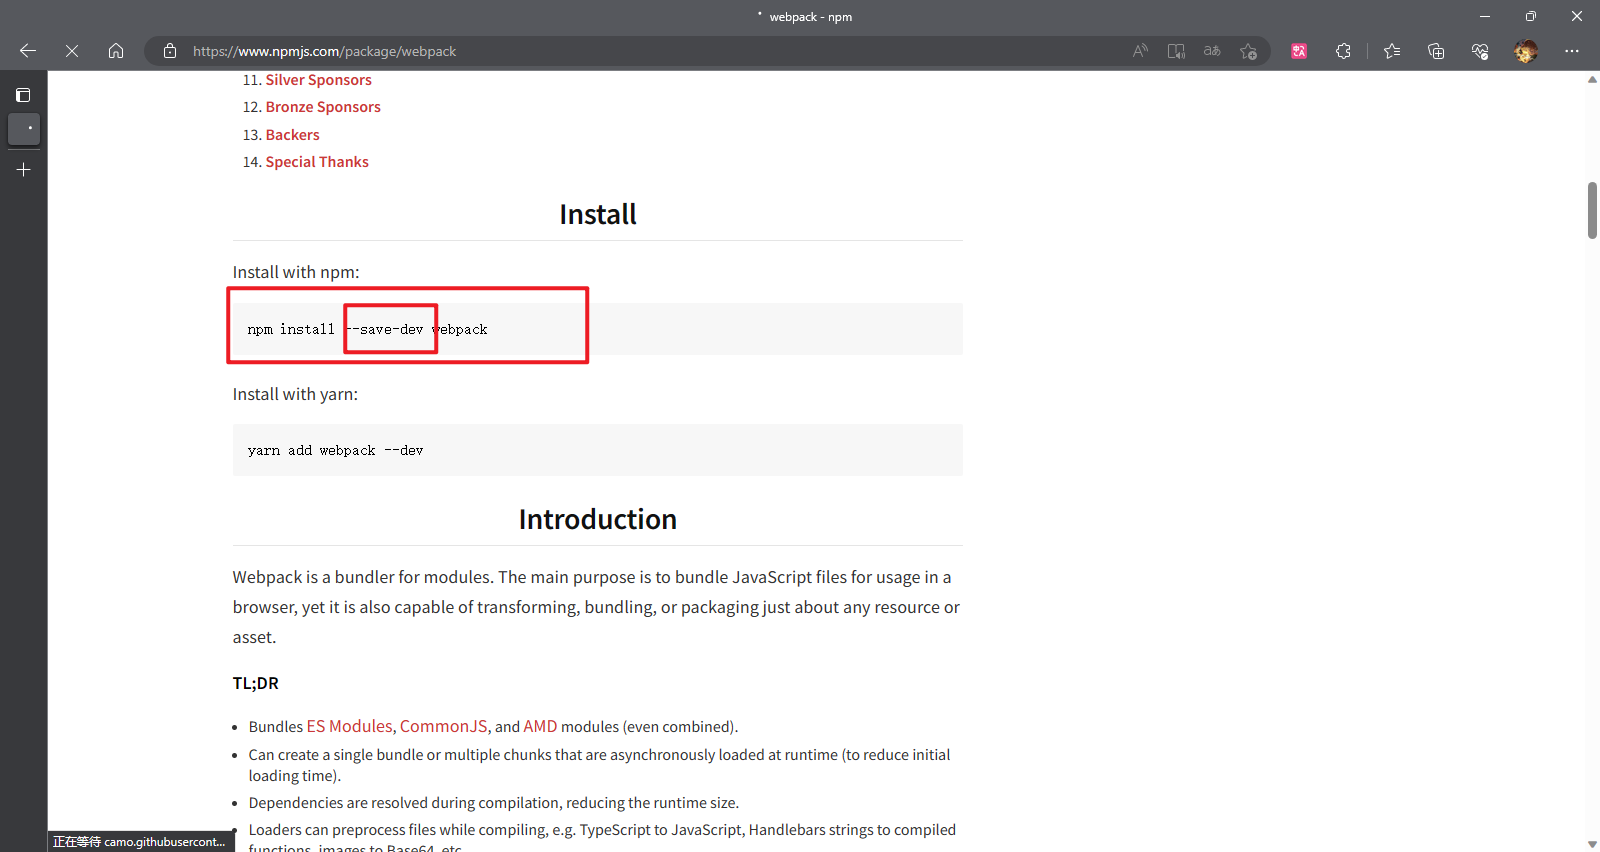 webpack - npm
https://www.npmjs.com/package/webpack
11. Silver Sponsors
12. Bronze Sponsors
13. Backers
14. Special Thanks
Install
Install with npm:
npm install --save-dev webpack
Install with yarn:
yarn add webpack --dev
Introduction
Webpack is a bundler for modules. The main purpose is to bundle JavaScript files for usage in a
browser, yet it is also capable of transforming, bundling, or packaging just about any resource or
asset.
TL;DR
• Bundles ES Modules, CommonJS, and AMD modules (even combined).
• Can create a single bundle or multiple chunks that are asynchronously loaded at runtime (to reduce initial
loading time).
• Dependencies are resolved during compilation, reducing the runtime size.
• Loaders can preprocess files while compiling, e.g. TypeScript to JavaScript, Handlebars strings to compiled
functions, images to Base64, etc.
正在等待 camo.githubusercont...